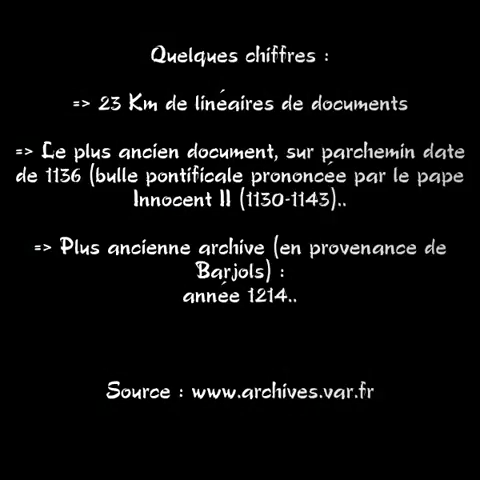 Quelques chiffres :
=> 23 Km de linéaires de documents
=> Le plus ancien document, sur parchemin date
de 1136 (bulle pontificale prononcée par le pape
Innocent II (1130-1143)..
=> Plus ancienne archive (en provenance de
Barjols) :
année 1214..
Source : www.archives.var.fr